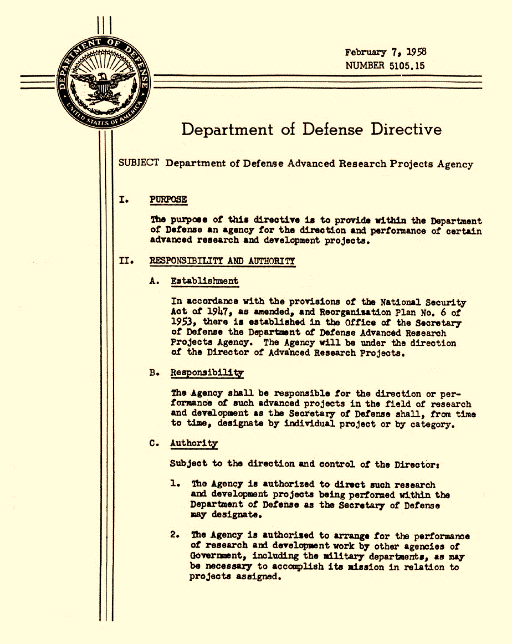 February 7, 1958
NUMBER 5105.15
DEPARTMENT OF DEFENSE
UNITED STATES OF AMERICA
Department of Defense Directive
SUBJECT Department of Defense Advanced Research Projects Agency
I. PURPOSE
The purpose of this directive is to provide within the Department
of Defense an agency for the direction and performance of certain
advanced research and development projects.
II. RESPONSIBILITY AND AUTHORITY
A. Establishment
In accordance with the provisions of the National Security
Act of 1947, as amended, and Reorganization Plan No. 6 of
1953, there is established in the Office of the Secretary
of Defense the Department of Defense Advanced Research
Projects Agency. The Agency will be under the direction
of the Director of Advanced Research Projects.
B. Responsibility
The Agency shall be responsible for the direction or per-
formance of such advanced projects in the field of research
and development as the Secretary of Defense shall, from time
to time, designate by individual project or by category.
C. Authority
Subject to the direction and control of the Director:
1. The Agency is authorized to direct such research
and development projects being performed within the
Department of Defense as the Secretary of Defense
may designate.
2. The Agency is authorized to arrange for the performance
of research and development work by other agencies of
Government, including the military departments, as may
be necessary to accomplish its mission in relation to
projects assigned.